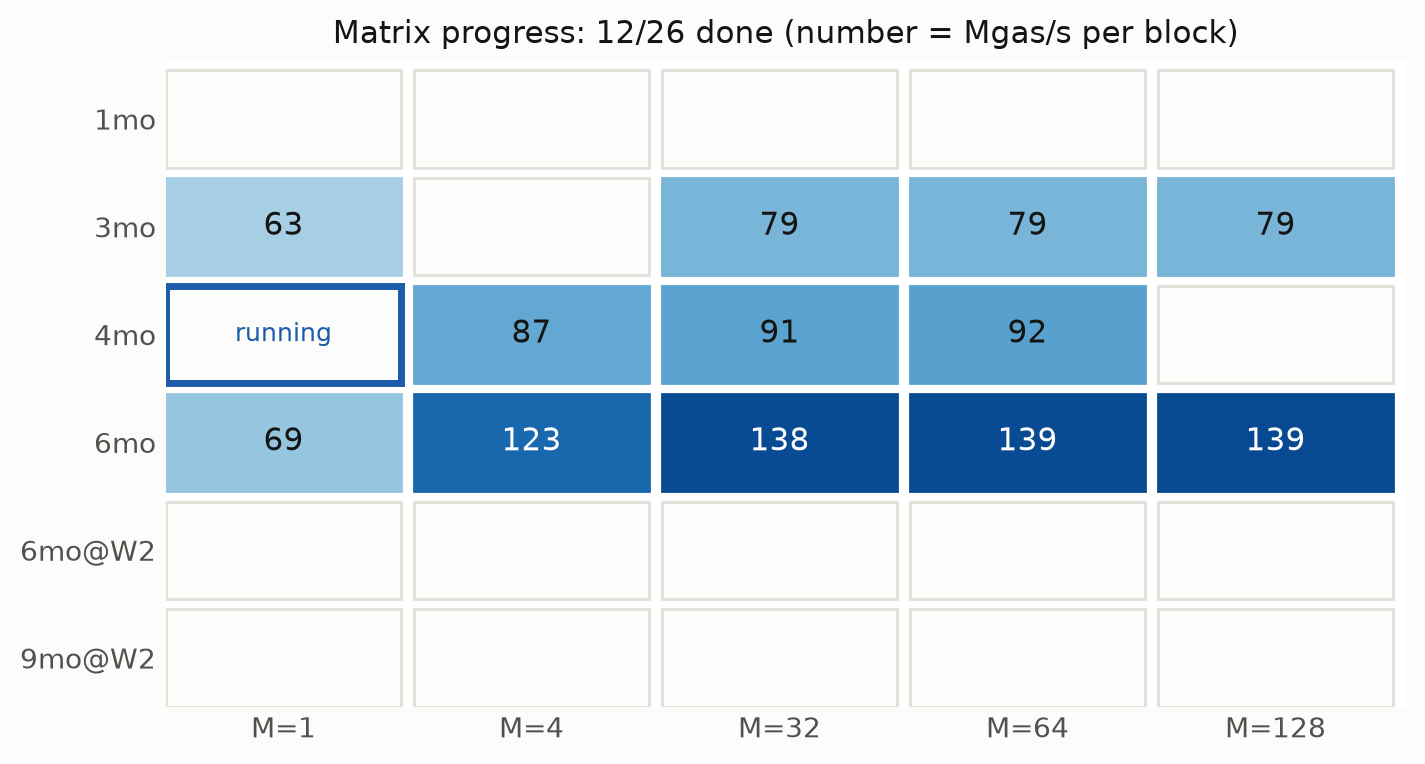 Matrix progress: 12/26 done (number = Mgas/s per block)
1mo
3mo 63 79 79 79
4mo running 87 91 92
6mo 69 123 138 139 139
6mo@W2
9mo@W2
M=1 M=4 M=32 M=64 M=128